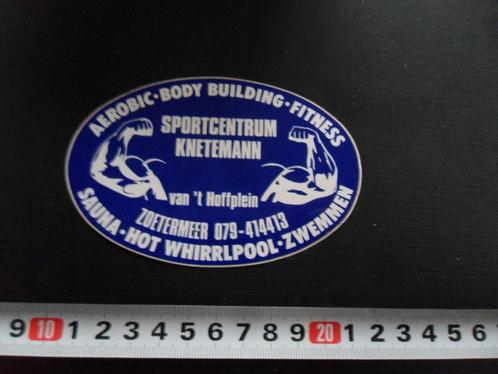 AEROBIC · BODY BUILDING · FITNESS
SPORTCENTRUM
KNETEMANN
van 't Hoffplein
ZOETERMEER 079-414473
SAUNA · HOT WHIRRLPOOL · ZWEMMEN
9 10 1 2 3 4 5 6 7 8 9 20 1 2 3 4 5 6